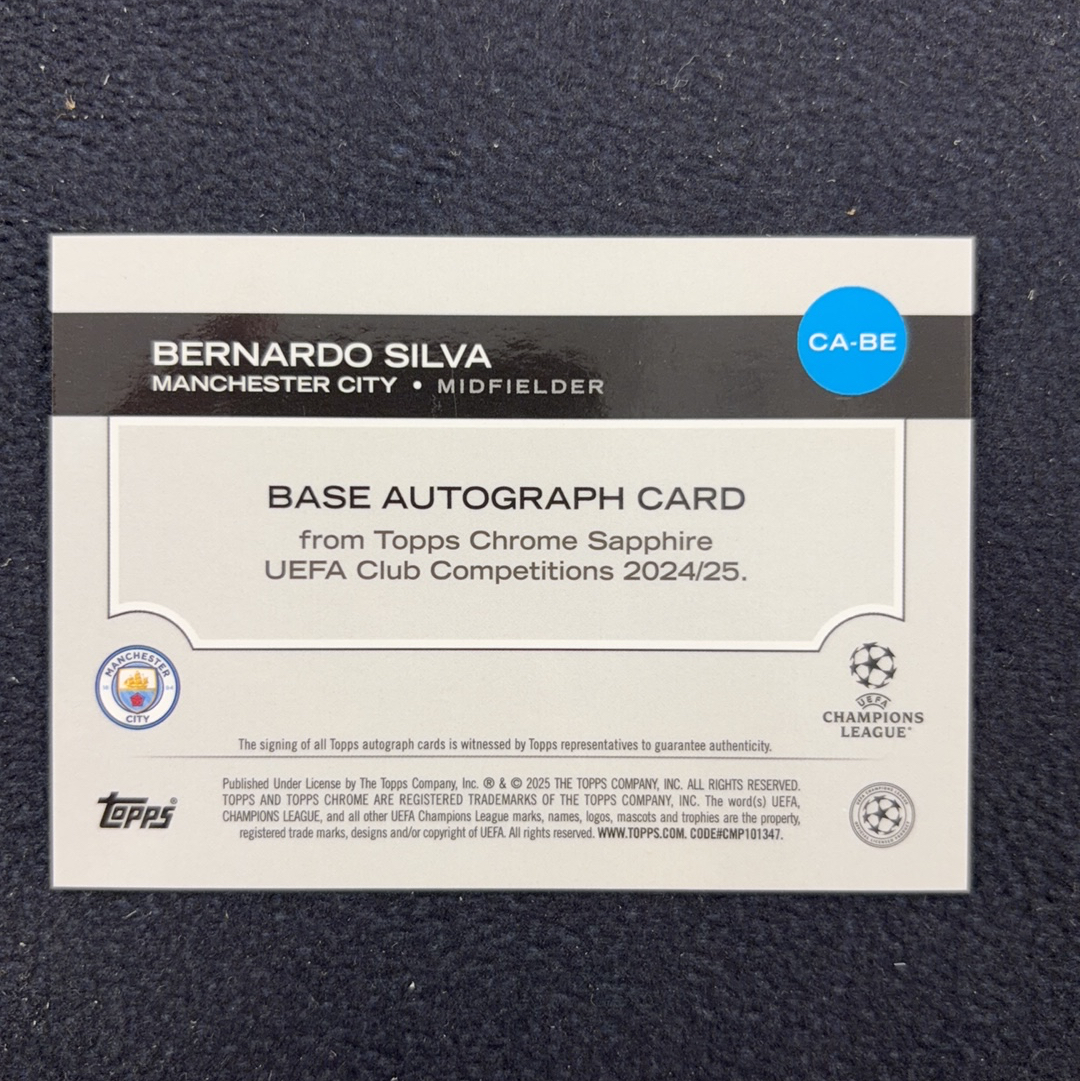 BERNARDO SILVA
MANCHESTER CITY • MIDFIELDER
CA-BE
BASE AUTOGRAPH CARD
from Topps Chrome Sapphire
UEFA Club Competitions 2024/25.
MANCHESTER
CITY
UEFA
CHAMPIONS
LEAGUE®
The signing of all Topps autograph cards is witnessed by Topps representatives to guarantee authenticity.
Topps®
Published Under License by The Topps Company, Inc. ® & © 2025 THE TOPPS COMPANY, INC. ALL RIGHTS RESERVED.
TOPPS AND TOPPS CHROME ARE REGISTERED TRADEMARKS OF THE TOPPS COMPANY, INC. The word(s) UEFA,
CHAMPIONS LEAGUE, and all other UEFA Champions League marks, names, logos, mascots and trophies are the property,
registered trade marks, designs and/or copyright of UEFA. All rights reserved. WWW.TOPPS.COM. CODE#CMP101347.